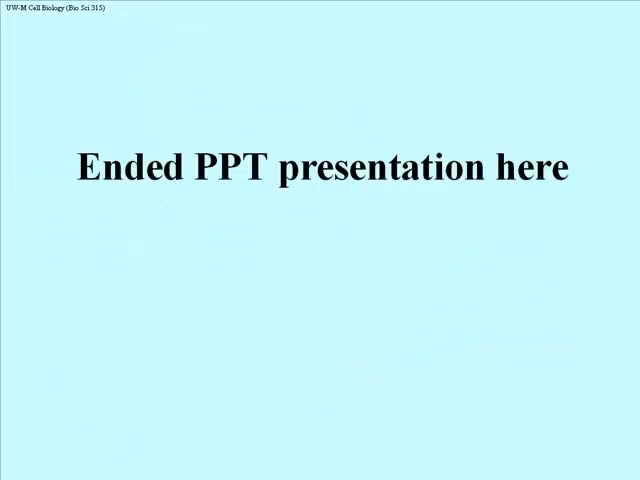 UW-M Cell Biology (Bio Sci 315)
Ended PPT presentation here